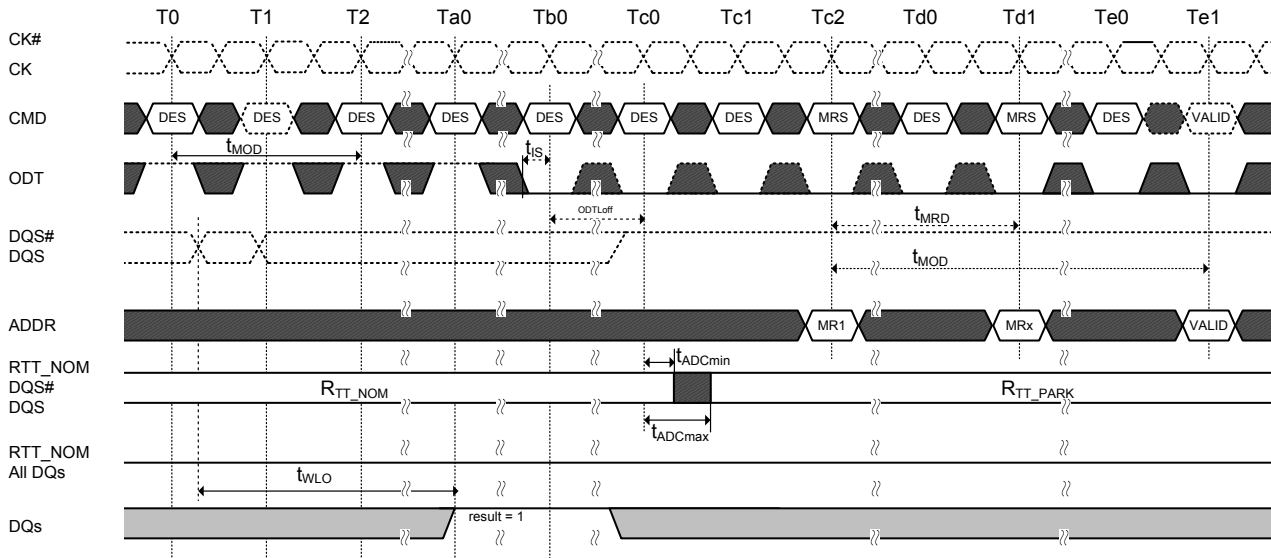 T0 T1 T2 Ta0 Tb0 Tc0 Tc1 Tc2 Td0 Td1 Te0 Te1
CK#
CK
CMD DES DES DES DES DES DES DES MRS DES MRS DES VALID
tMOD tIS
ODT
ODTLoff tMRD
DQS#
DQS
tMOD
ADDR MR1 MRx VALID
RTT_NOM tADCmin
DQS# RTT_NOM RTT_PARK
DQS
tADCmax
RTT_NOM
All DQs
tWLO
result = 1
DQs